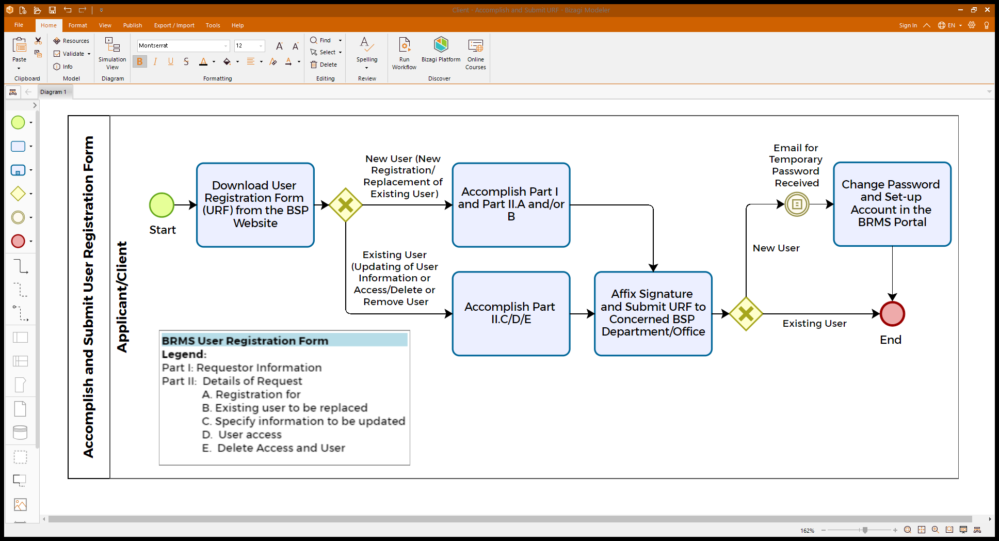 Client - Accomplish and Submit URF - Bizagi Modeler
File
Home
Format
View
Publish
Export / Import
Tools
Help
Sign In
EN
Paste
Clipboard
Resources
Validate
Info
Model
Simulation
View
Diagram
Montserrat
12
A
A
B
I
U
S
A
A
Formatting
Find
Select
Delete
Editing
Spelling
Review
Run
Workflow
Bizagi Platform
Online
Courses
Discover
Diagram 1
Accomplish and Submit User Registration Form
Applicant/Client
Start
Download User
Registration Form
(URF) from the BSP
Website
New User (New
Registration/
Replacement of
Existing User)
Existing User
(Updating of User
Information or
Access/Delete or
Remove User
Accomplish Part I
and Part II.A and/or
B
Accomplish Part
II.C/D/E
Affix Signature
and Submit URF to
Concerned BSP
Department/Office
New User
Existing User
Email for
Temporary
Password
Received
Change Password
and Set-up
Account in the
BRMS Portal
End
BRMS User Registration Form
Legend:
Part I: Requestor Information
Part II: Details of Request
A. Registration for
B. Existing user to be replaced
C. Specify information to be updated
D. User access
E. Delete Access and User
162%